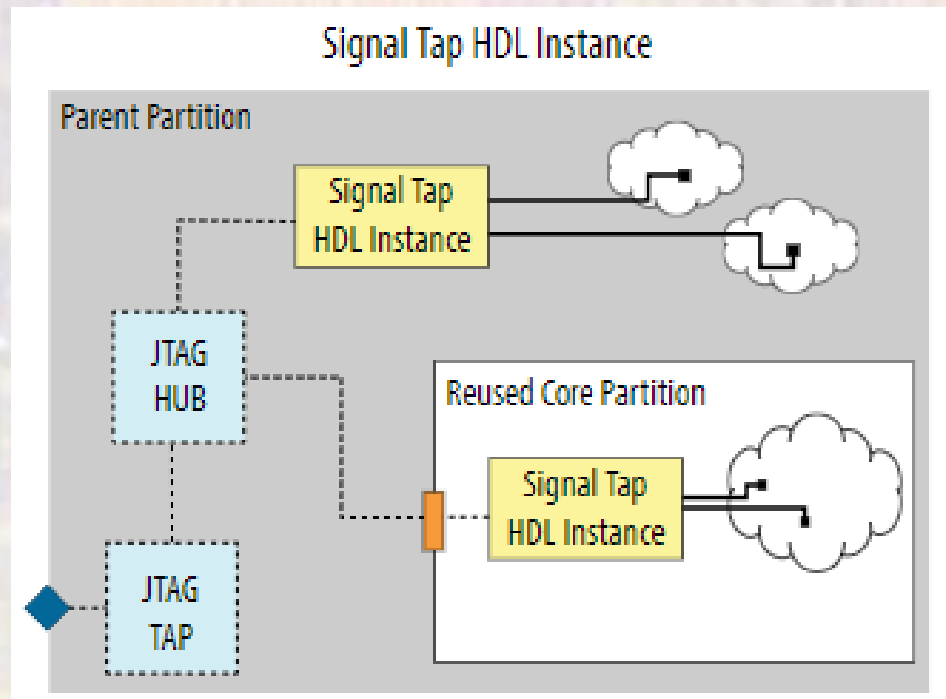 Signal Tap HDL Instance
Parent Partition
Signal Tap
HDL Instance
JTAG
HUB
Reused Core Partition
Signal Tap
HDL Instance
JTAG
TAP